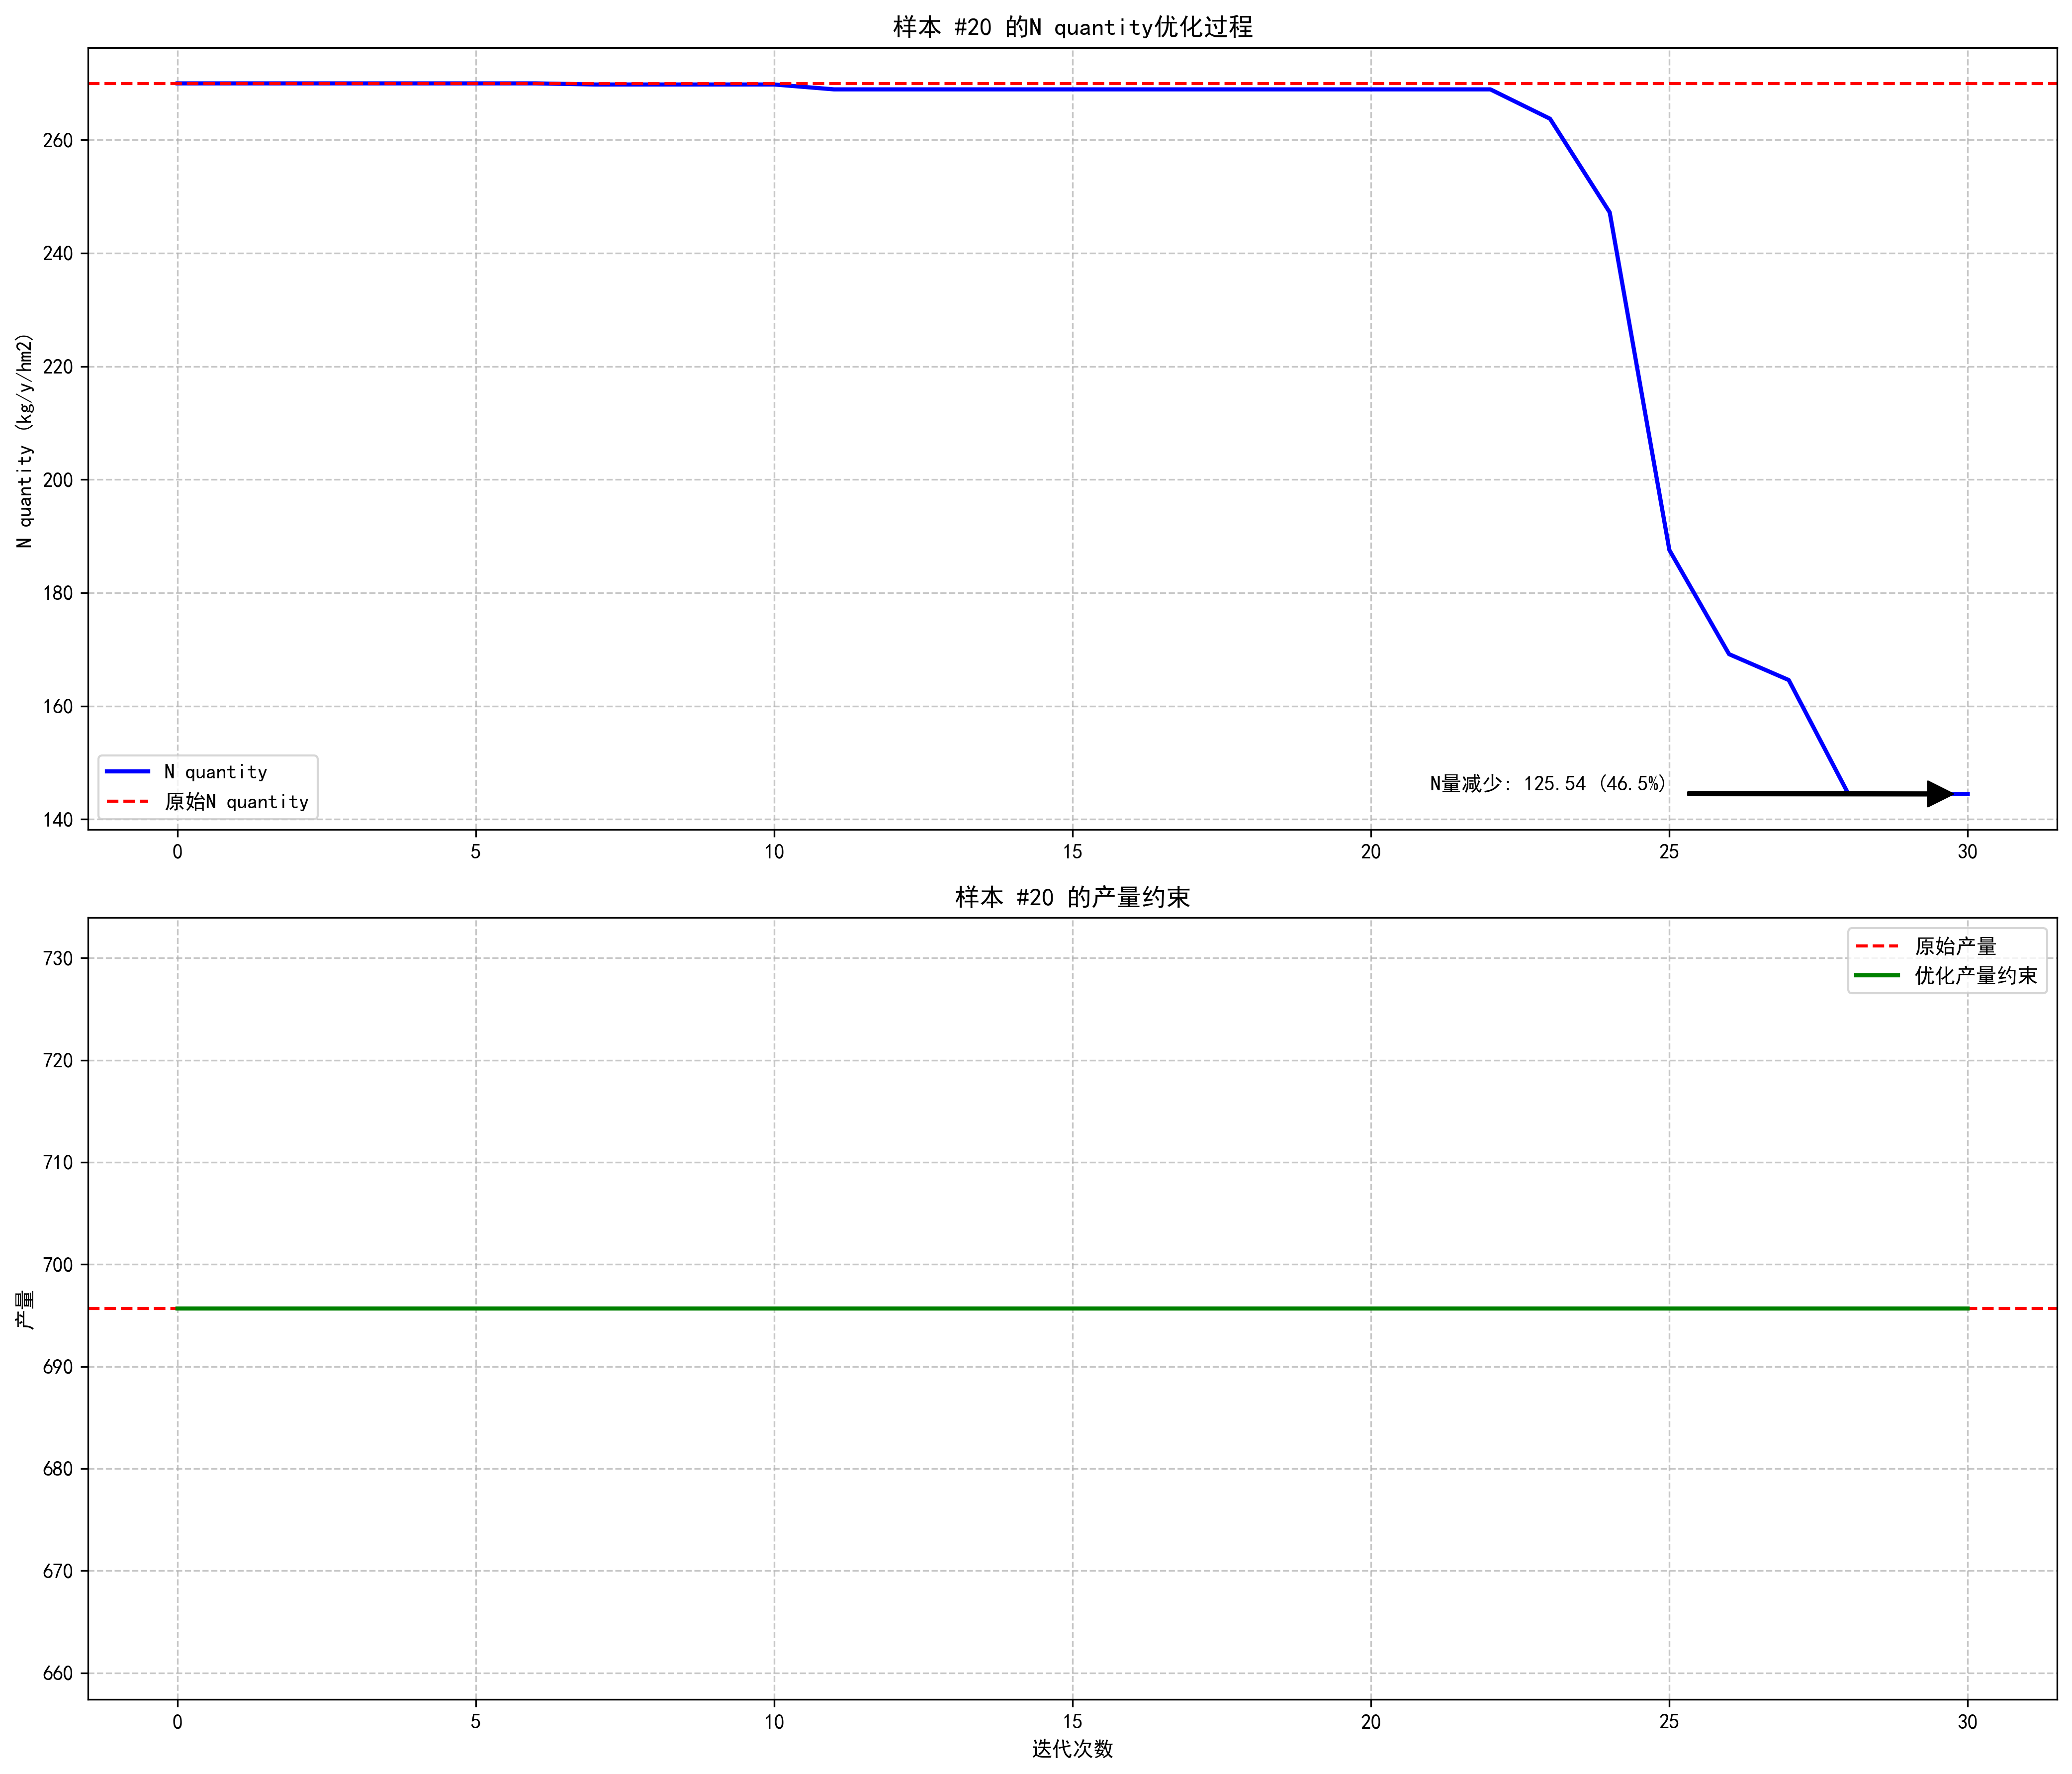 样本 #20 的N quantity优化过程
N quantity (kg/y/hm2)
260
240
220
200
180
160
140
N quantity
原始N quantity
N量减少: 125.54 (46.5%)
0 5 10 15 20 25 30
样本 #20 的产量约束
产量
730
720
710
700
690
680
670
660
原始产量
优化产量约束
0 5 10 15 20 25 30
迭代次数